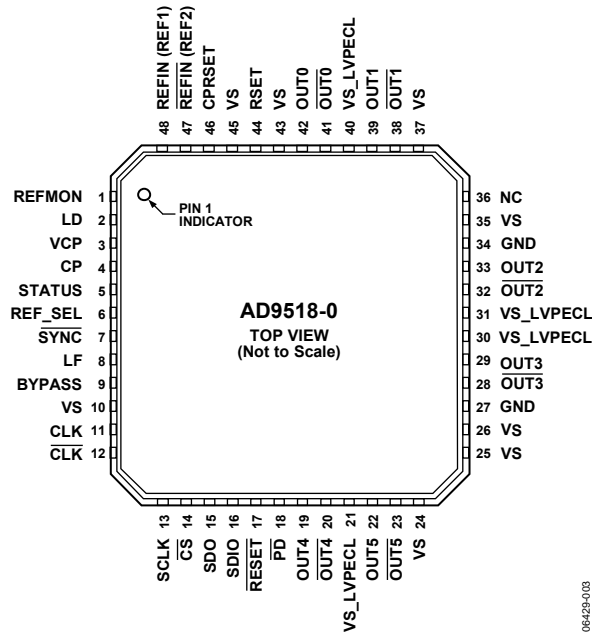 48 REFIN (REF1)
47 REFIN (REF2)
46 CPRSET
45 VS
44 RSET
43 VS
42 OUT0
41 OUT0
40 VS_LVPECL
39 OUT1
38 OUT1
37 VS
REFMON 1
LD 2
VCP 3
CP 4
STATUS 5
REF_SEL 6
SYNC 7
LF 8
BYPASS 9
VS 10
CLK 11
CLK 12
PIN 1
INDICATOR
AD9518-0
TOP VIEW
(Not to Scale)
36 NC
35 VS
34 GND
33 OUT2
32 OUT2
31 VS_LVPECL
30 VS_LVPECL
29 OUT3
28 OUT3
27 GND
26 VS
25 VS
SCLK 13
CS 14
SDO 15
SDIO 16
RESET 17
PD 18
OUT4 19
OUT4 20
VS_LVPECL 21
OUT5 22
OUT5 23
VS 24
06429-003